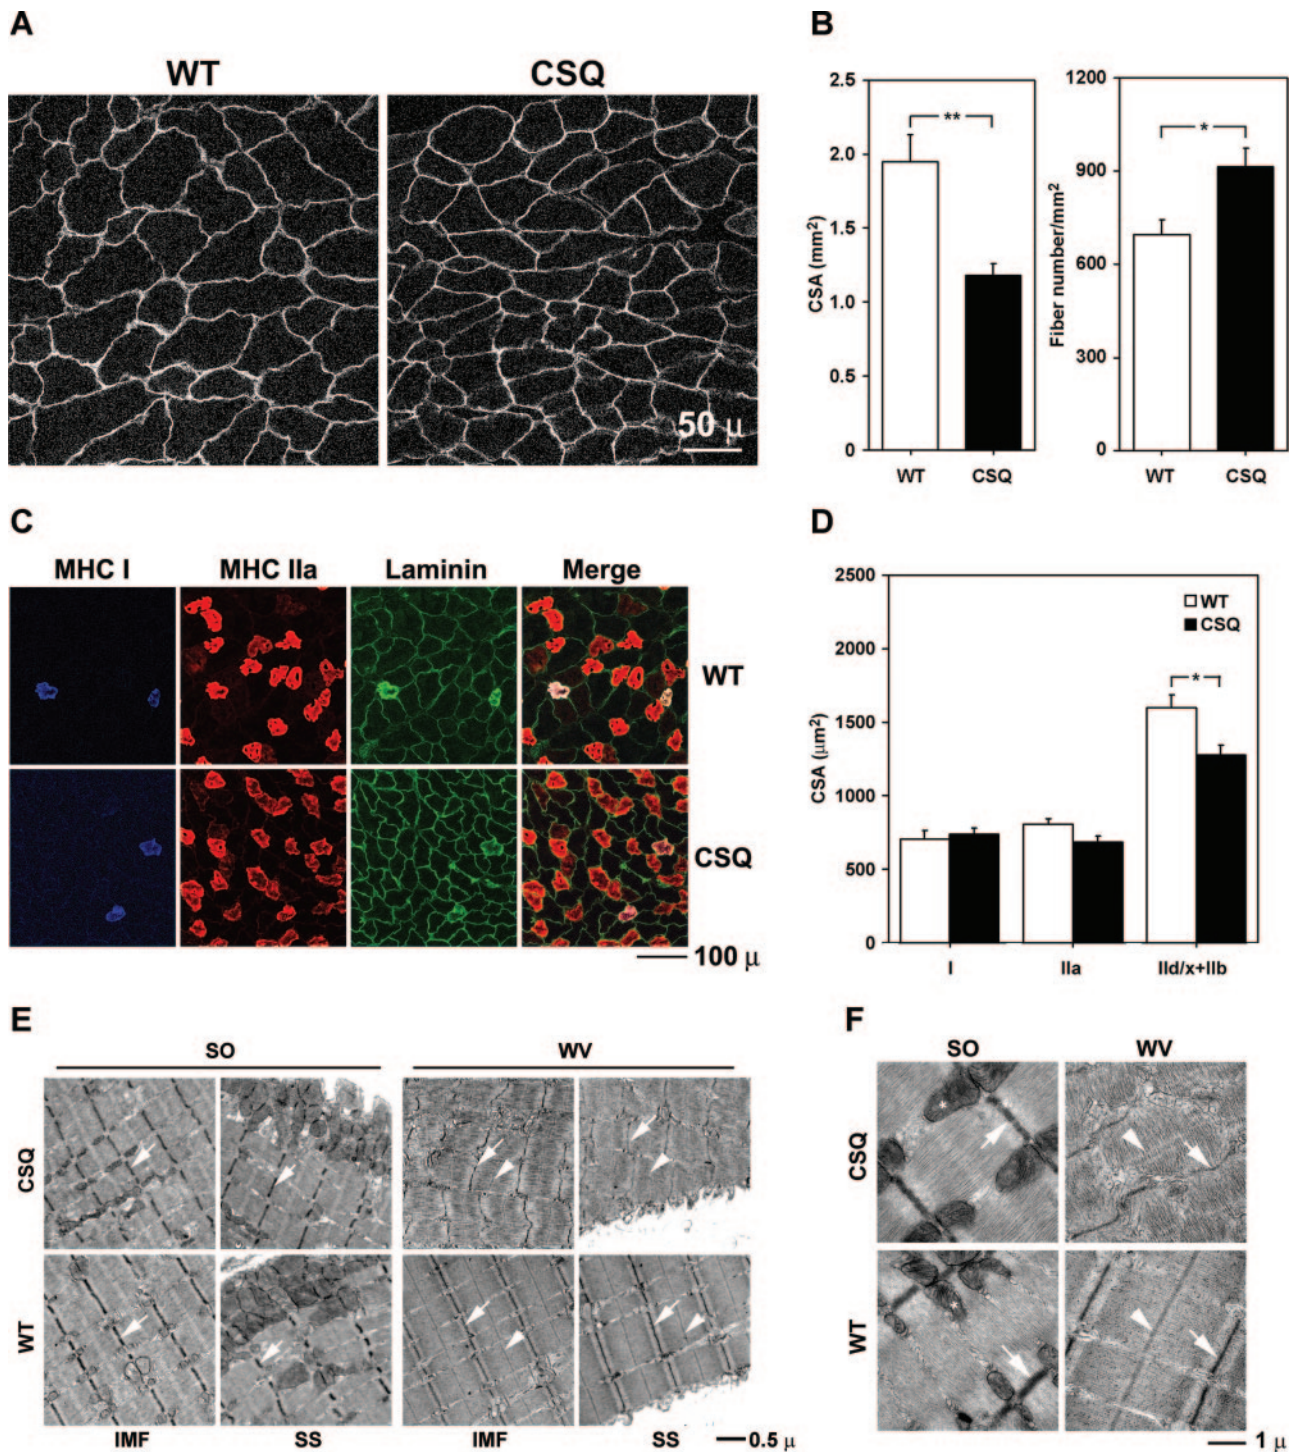 A
WT CSQ
50 μ
B
2.5
2.0
1.5
1.0
0.5
0
CSA (mm²)
**
WT CSQ
1200
900
600
300
0
Fiber number/mm²
*
WT CSQ
C
MHC I MHC IIa Laminin Merge
WT
CSQ
100 μ
D
2500
2000
1500
1000
500
0
CSA (μm²)
WT
CSQ
*
I IIa IId/x+IIb
E
SO WV
CSQ
WT
IMF SS IMF SS 0.5 μ
F
SO WV
CSQ
*
WT
*
1 μ